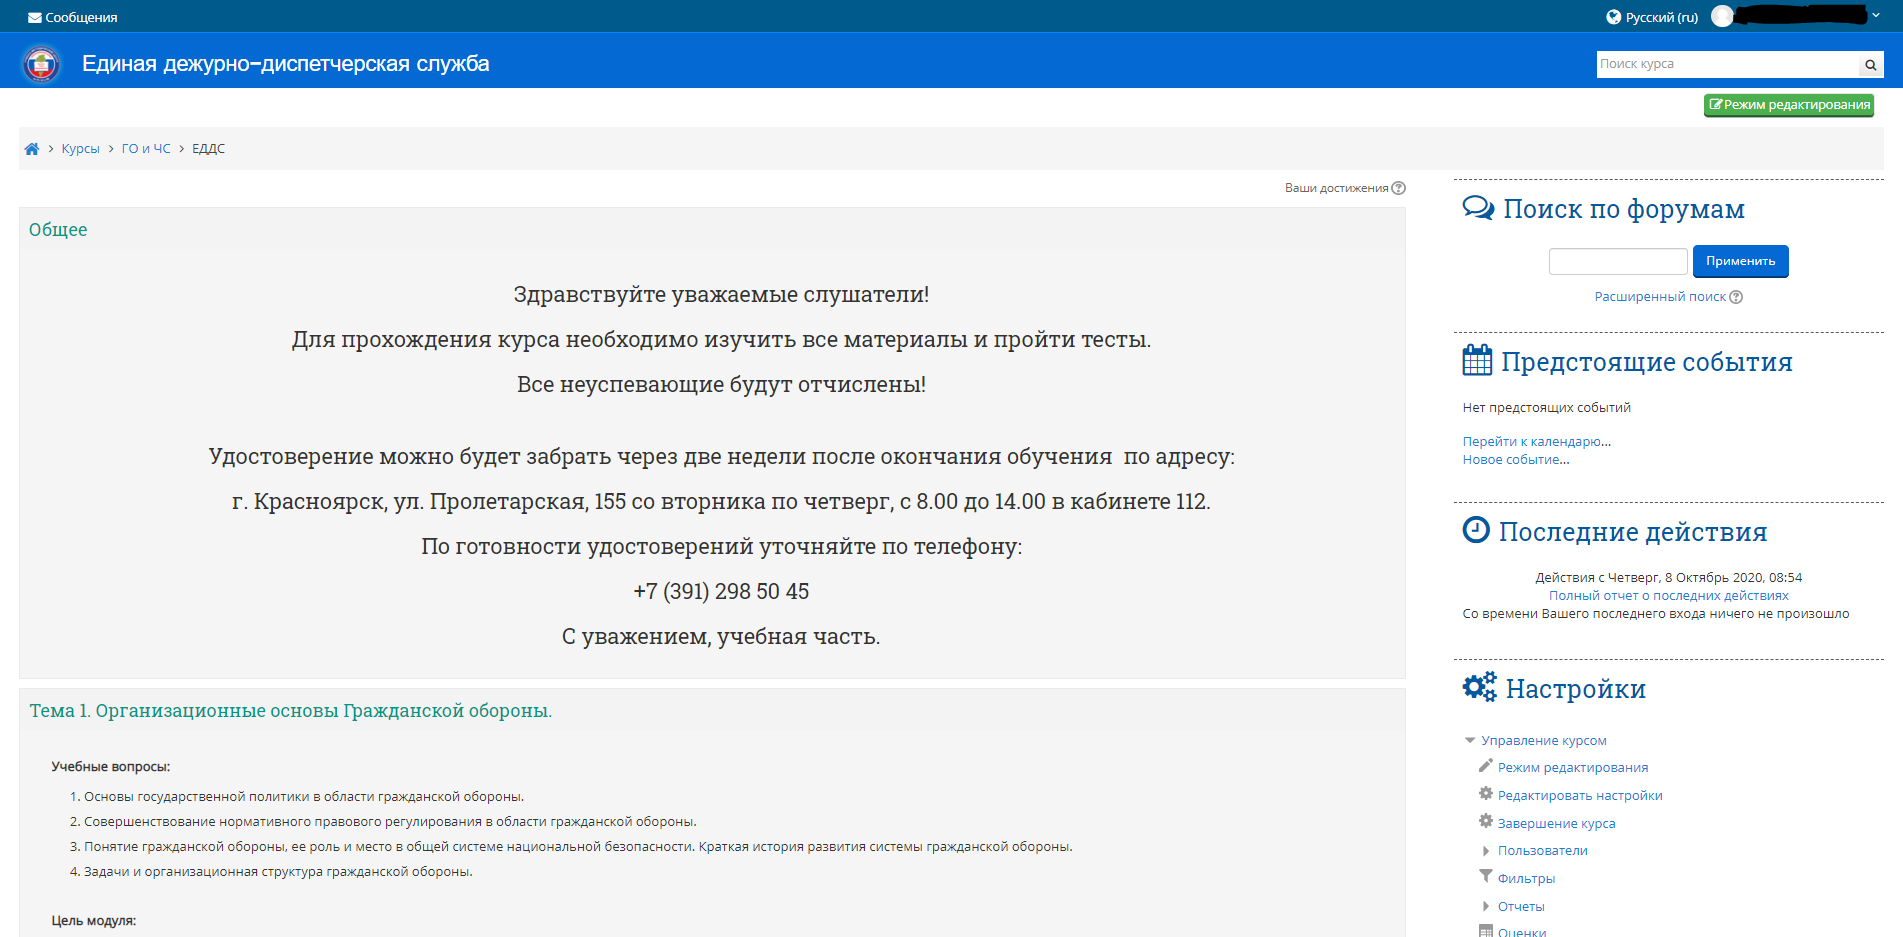 Сообщения
Русский (ru)
Единая дежурно-диспетчерская служба
Поиск курса
Режим редактирования
Курсы > ГО и ЧС > ЕДДС
Ваши достижения
Общее
Здравствуйте уважаемые слушатели!
Для прохождения курса необходимо изучить все материалы и пройти тесты.
Все неуспевающие будут отчислены!
Удостоверение можно будет забрать через две недели после окончания обучения по адресу:
г. Красноярск, ул. Пролетарская, 155 со вторника по четверг, с 8.00 до 14.00 в кабинете 112.
По готовности удостоверений уточняйте по телефону:
+7 (391) 298 50 45
С уважением, учебная часть.
Тема 1. Организационные основы Гражданской обороны.
Учебные вопросы:
1. Основы государственной политики в области гражданской обороны.
2. Совершенствование нормативного правового регулирования в области гражданской обороны.
3. Понятие гражданской обороны, ее роль и место в общей системе национальной безопасности. Краткая история развития системы гражданской обороны.
4. Задачи и организационная структура гражданской обороны.
Цель модуля:
Поиск по форумам
Применить
Расширенный поиск
Предстоящие события
Нет предстоящих событий
Перейти к календарю...
Новое событие...
Последние действия
Действия с Четверг, 8 Октябрь 2020, 08:54
Полный отчет о последних действиях
Со времени Вашего последнего входа ничего не произошло
Настройки
Управление курсом
Режим редактирования
Редактировать настройки
Завершение курса
Пользователи
Фильтры
Отчеты
Оценки